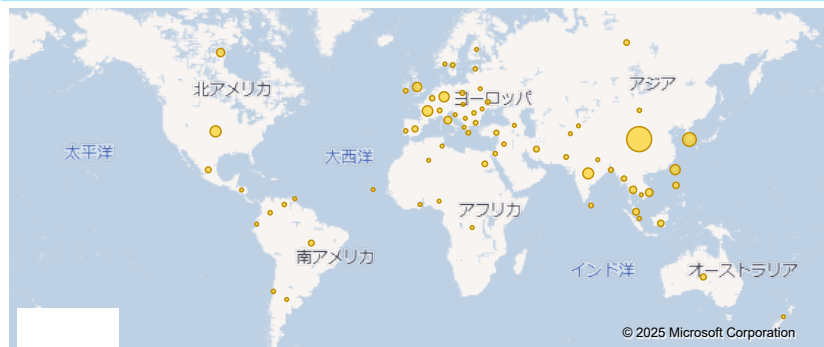 北アメリカ
アジア
ヨーロッパ
太平洋
大西洋
アフリカ
南アメリカ
インド洋
オーストラリア
© 2025 Microsoft Corporation